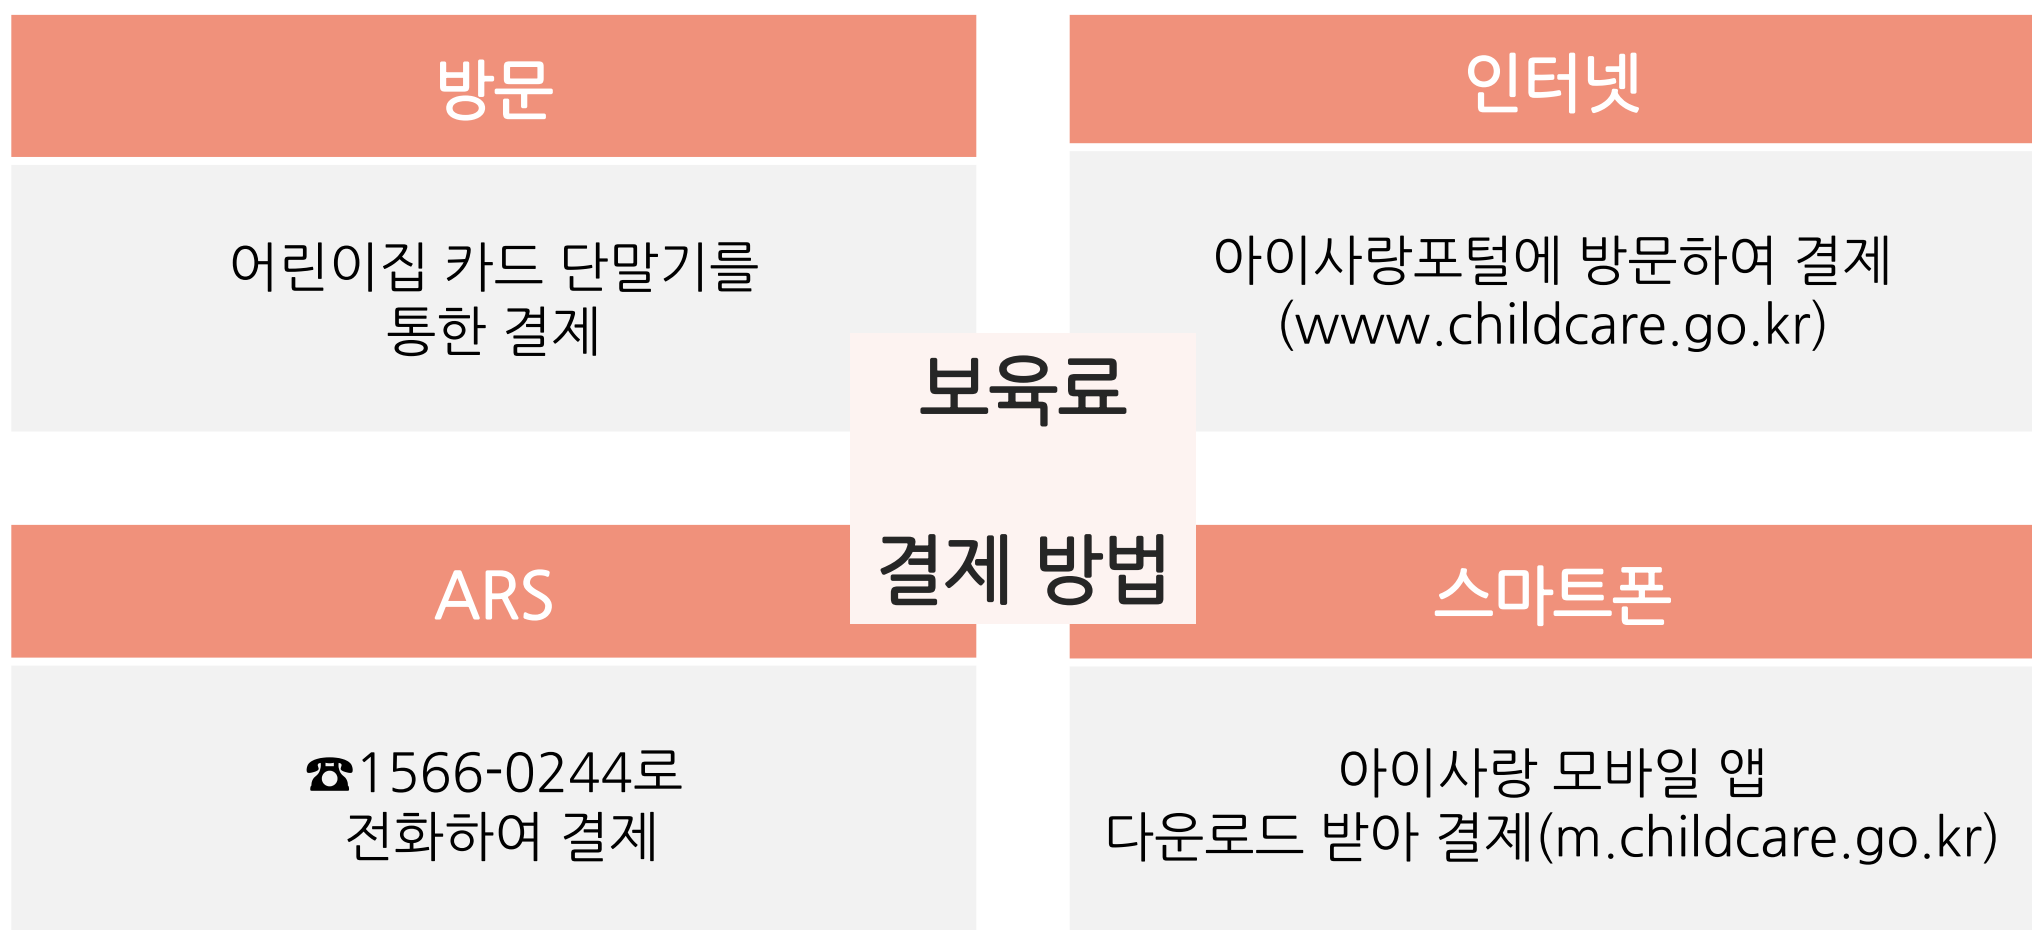 방문
어린이집 카드 단말기를
통한 결제
인터넷
아이사랑포털에 방문하여 결제
(www.childcare.go.kr)
보육료
결제 방법
ARS
☎1566-0244로
전화하여 결제
스마트폰
아이사랑 모바일 앱
다운로드 받아 결제(m.childcare.go.kr)